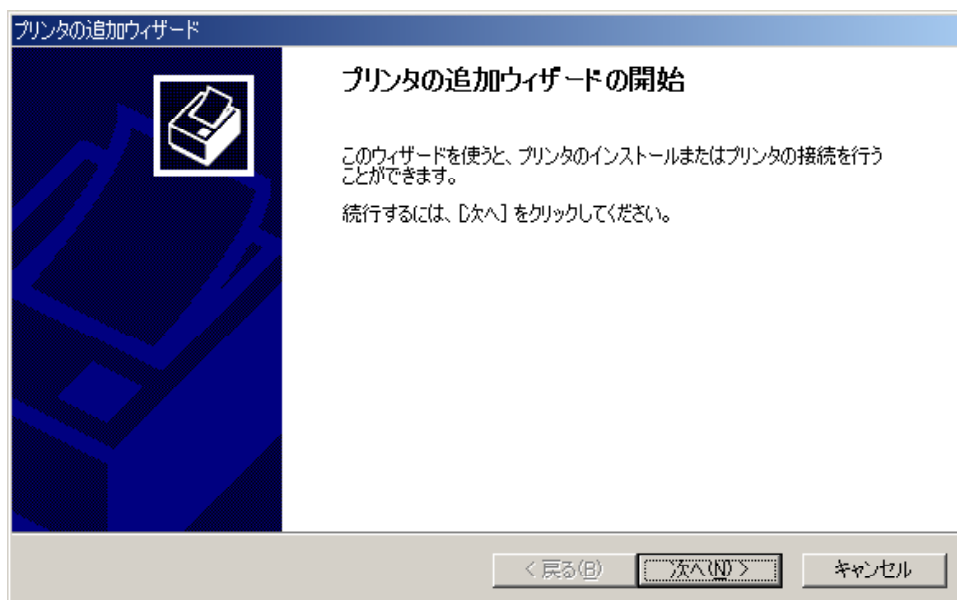 プリンタの追加ウィザード
プリンタの追加ウィザードの開始
このウィザードを使うと、プリンタのインストールまたはプリンタの接続を行う
ことができます。
続行するには、[次へ] をクリックしてください。
< 戻る(B)
次へ(N) >
キャンセル